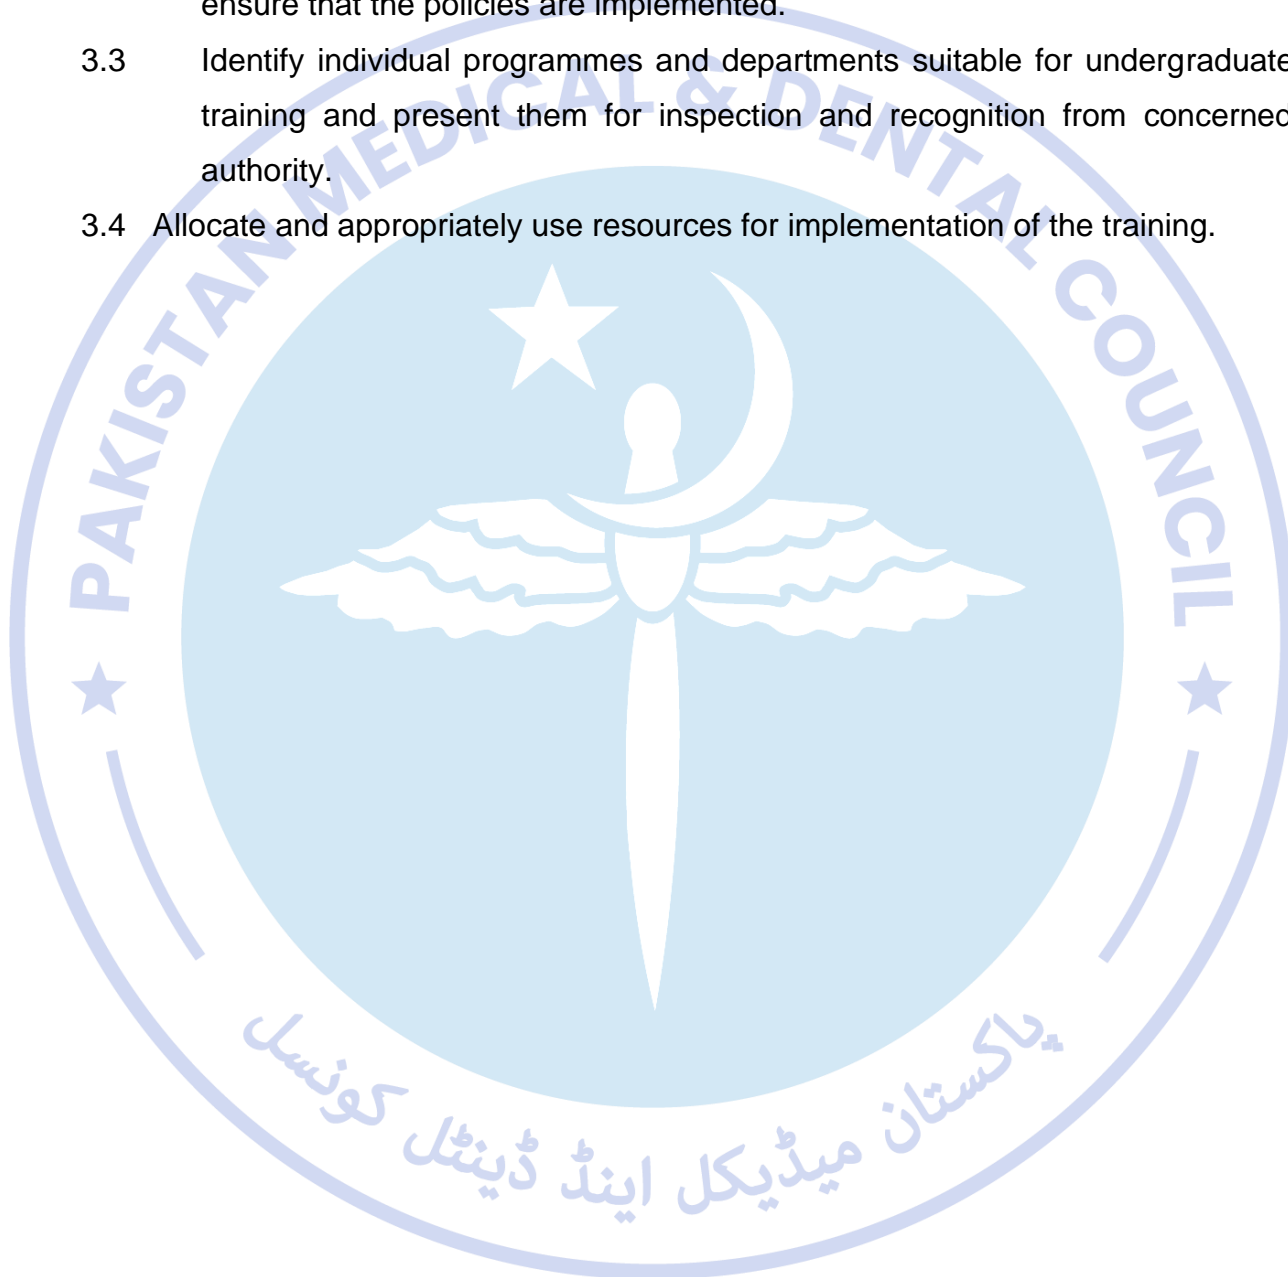 ensure that the policies are implemented.
3.3 Identify individual programmes and departments suitable for undergraduate
training and present them for inspection and recognition from concerned
authority.
3.4 Allocate and appropriately use resources for implementation of the training.
PAKISTAN MEDICAL & DENTAL COUNCIL
پاکستان میڈیکل اینڈ ڈینٹل کونسل